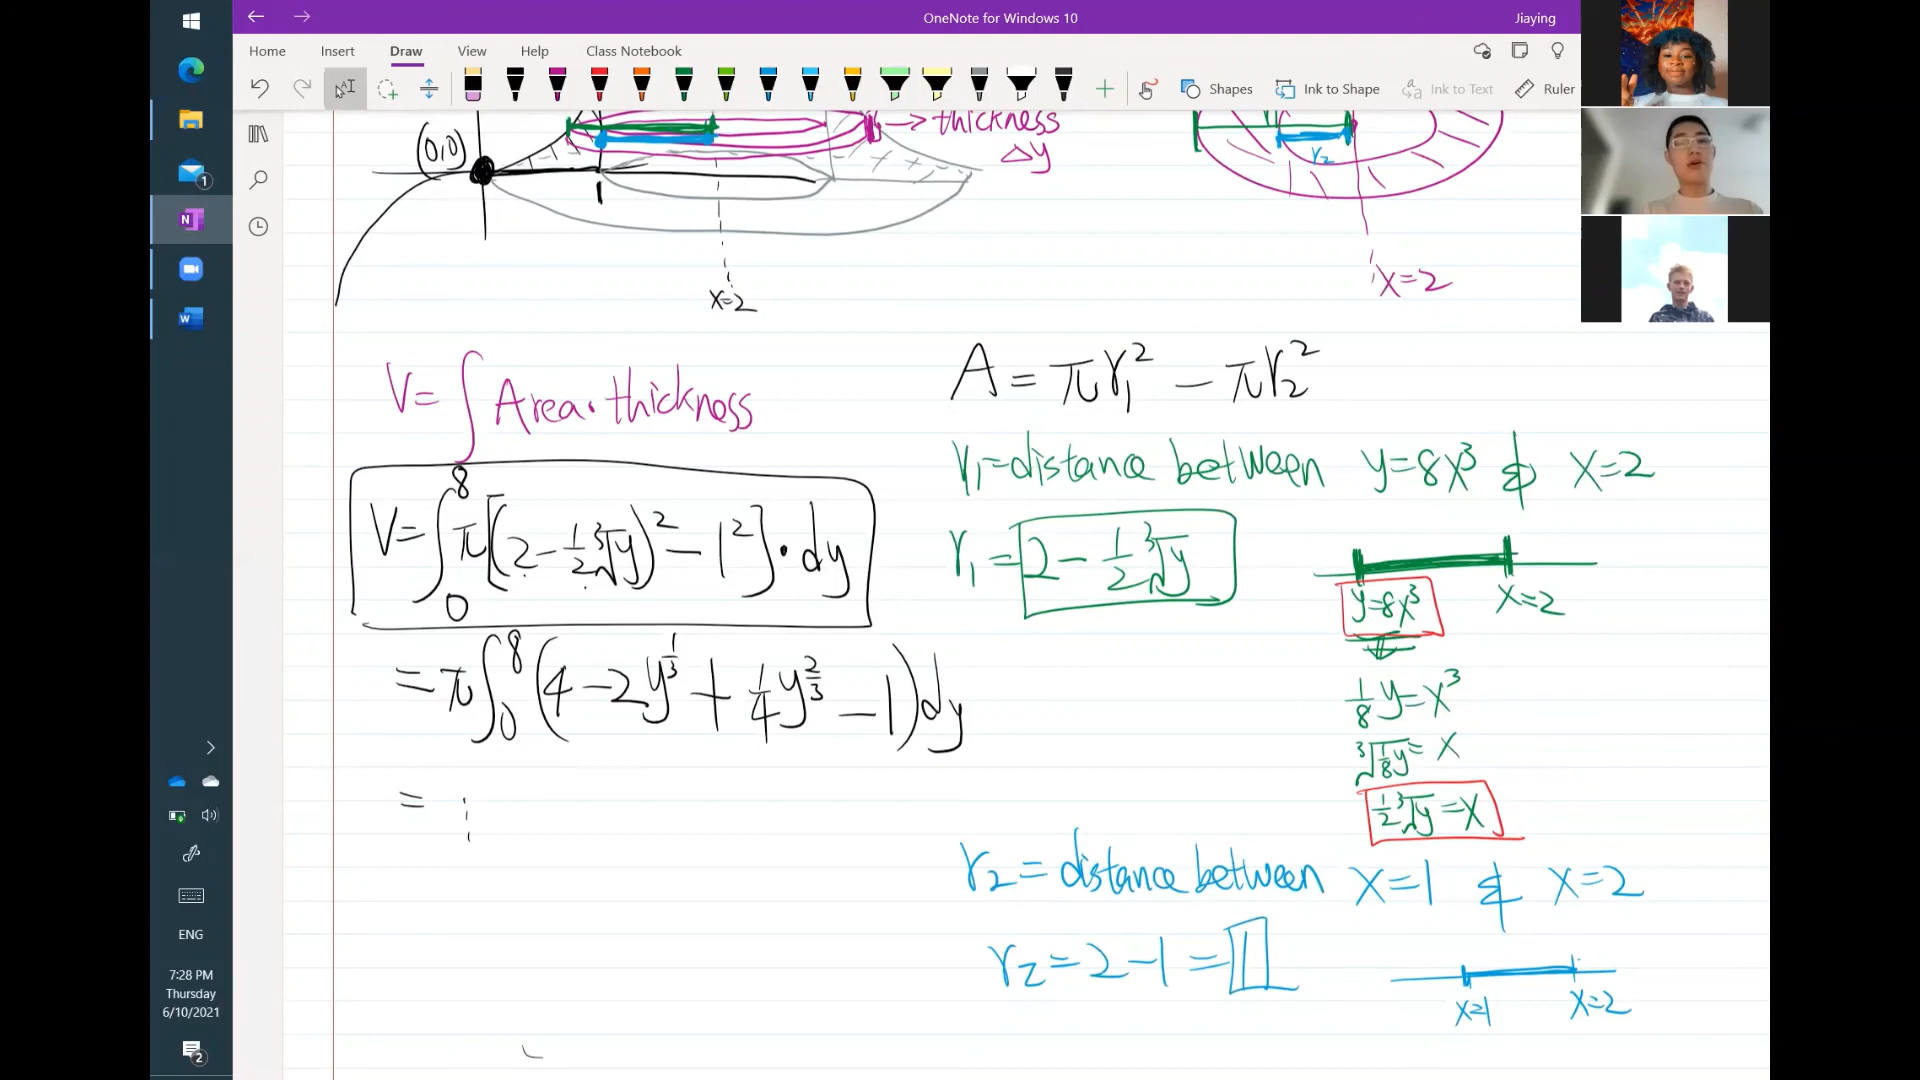 OneNote for Windows 10
Jiaying
Home Insert Draw View Help Class Notebook
Shapes Ink to Shape Ink to Text Ruler
(0,0)
→ thickness
Δy
1
x=2
r₂
x=2
V= ∫ Area · thickness
V= ∫₀⁸ π[(2 - ½∛y)² - 1²] · dy
= π∫₀⁸ (4 - 2y^(1/3) + ¼y^(2/3) - 1) dy
= ⋮
A = πr₁² - πr₂²
r₁ = distance between y=8x³ & x=2
r₁ = 2 - ½∛y
y=8x³ x=2
⅛y = x³
∛(⅛y) = x
½∛y = x
r₂ = distance between x=1 & x=2
r₂ = 2-1 = 1
x=1 x=2
1
ENG
7:28 PM
Thursday
6/10/2021
2